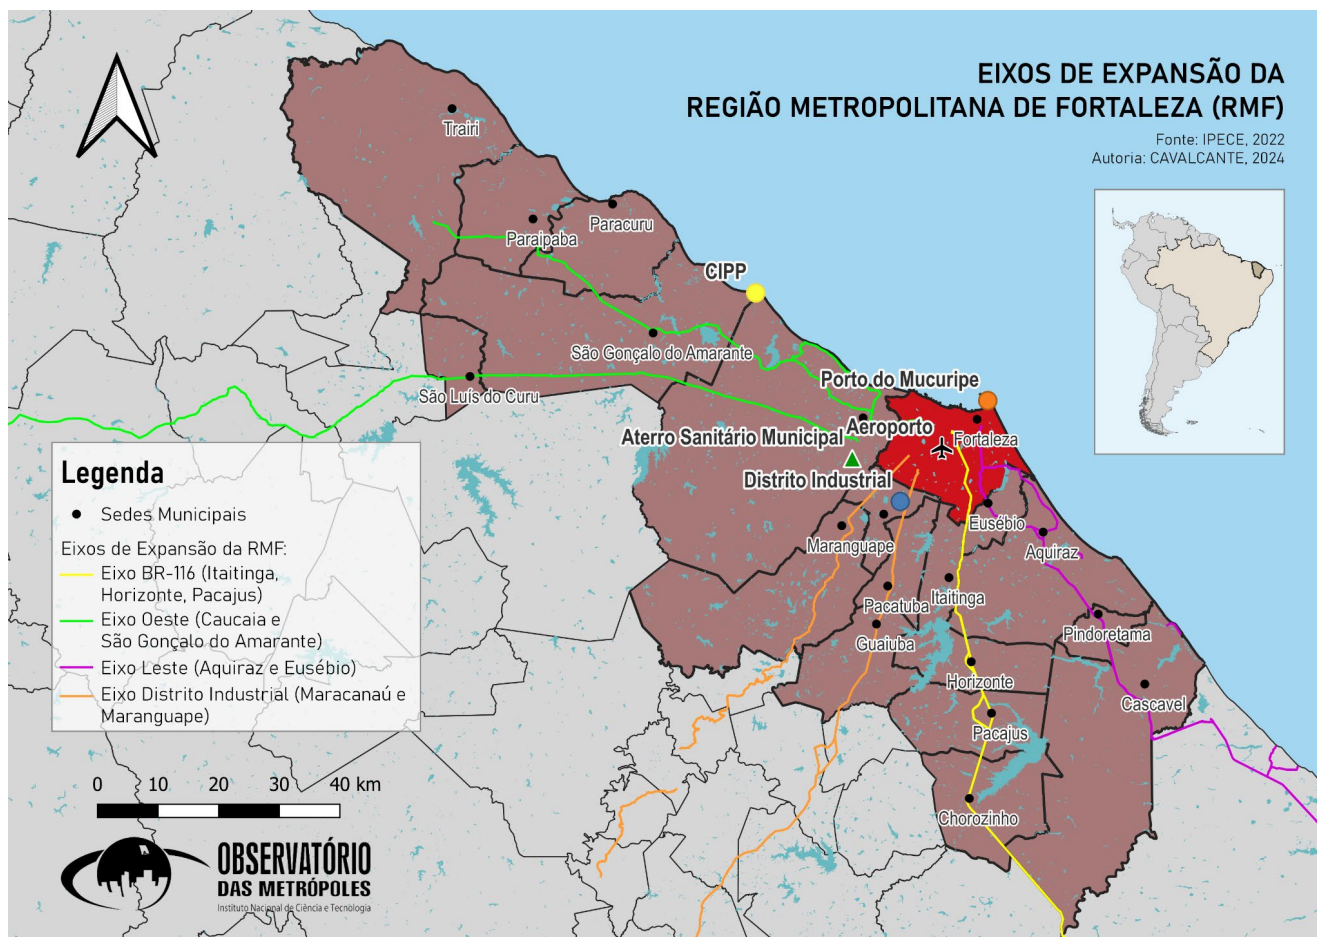 EIXOS DE EXPANSÃO DA
REGIÃO METROPOLITANA DE FORTALEZA (RMF)
Fonte: IPECE, 2022
Autoria: CAVALCANTE, 2024
Trairi
Paraipaba
Paracuru
CIPP
São Gonçalo do Amarante
São Luís do Curu
Porto do Mucuripe
Aeroporto
Aterro Sanitário Municipal
Fortaleza
Distrito Industrial
Eusébio
Maranguape
Aquiraz
Itaitinga
Pacatuba
Pindoretama
Guaiuba
Horizonte
Cascavel
Pacajus
Chorozinho
Legenda
Sedes Municipais
Eixos de Expansão da RMF:
Eixo BR-116 (Itaitinga,
Horizonte, Pacajus)
Eixo Oeste (Caucaia e
São Gonçalo do Amarante)
Eixo Leste (Aquiraz e Eusébio)
Eixo Distrito Industrial (Maracanaú e
Maranguape)
0 10 20 30 40 km
OBSERVATÓRIO
DAS METRÓPOLES
Instituto Nacional de Ciência e Tecnologia